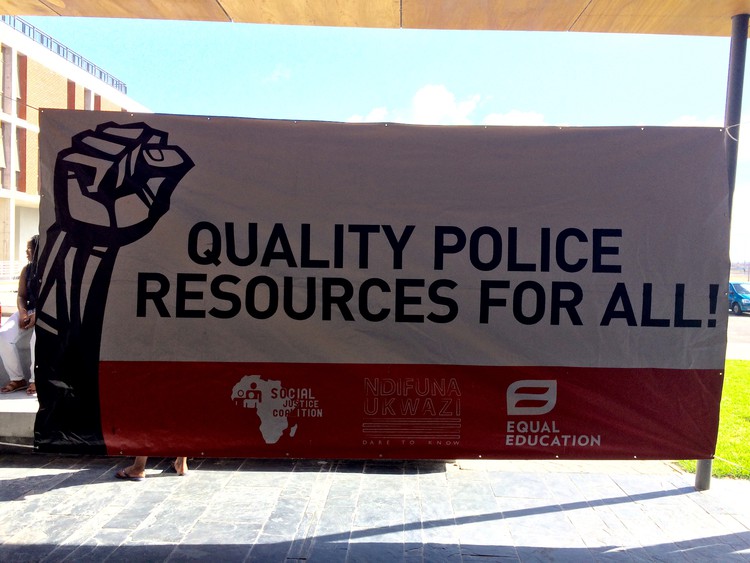 QUALITY POLICE
RESOURCES FOR ALL!
SOCIAL
JUSTICE
COALITION
NDIFUNA
UKWAZI
DARE TO KNOW
EQUAL
EDUCATION